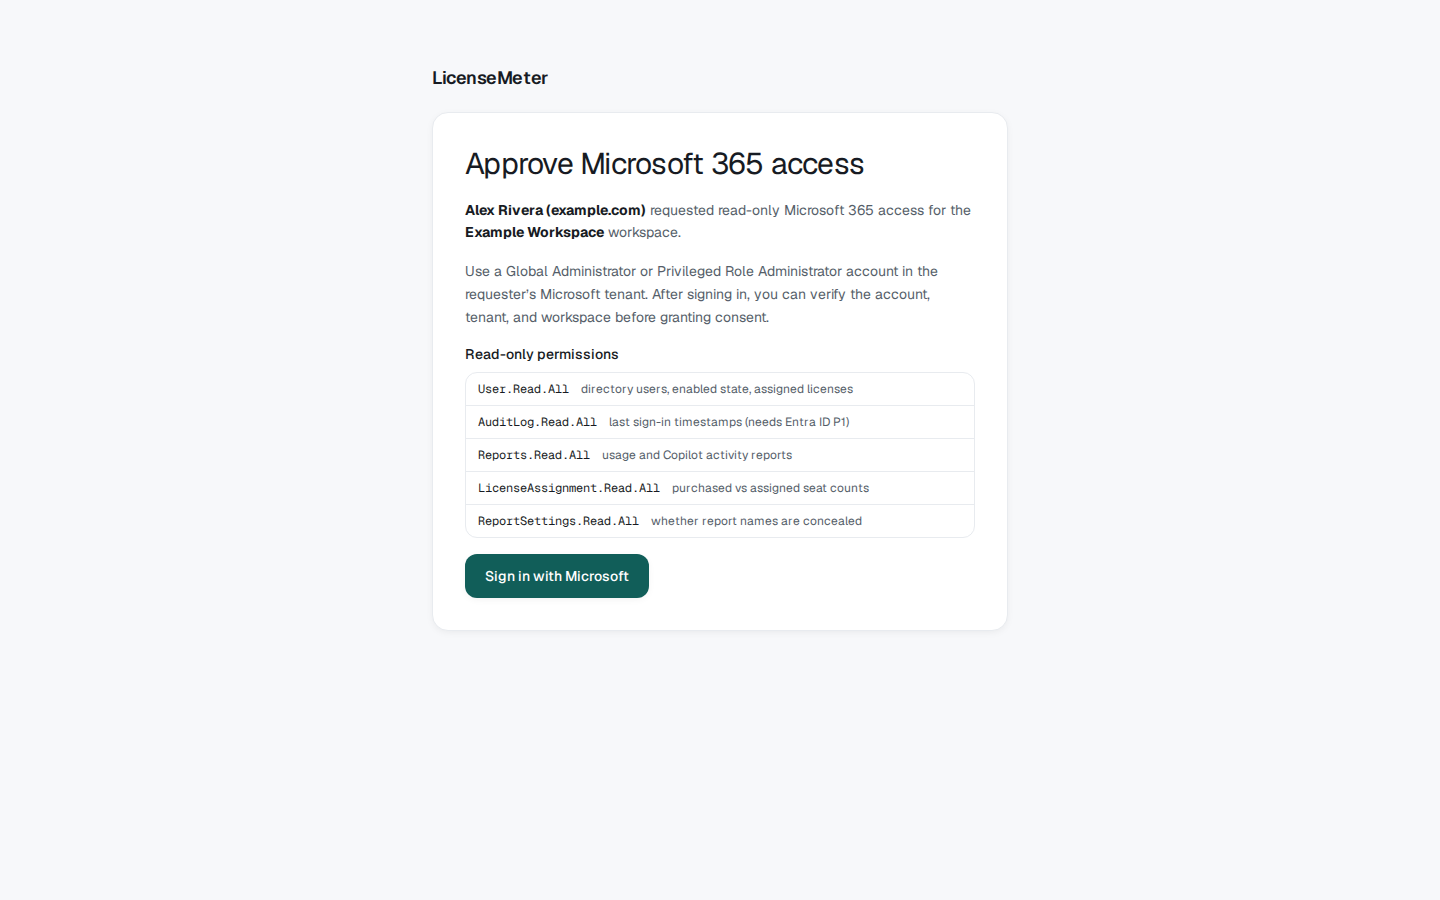 LicenseMeter
Approve Microsoft 365 access
Alex Rivera (example.com) requested read-only Microsoft 365 access for the
Example Workspace workspace.
Use a Global Administrator or Privileged Role Administrator account in the
requester's Microsoft tenant. After signing in, you can verify the account,
tenant, and workspace before granting consent.
Read-only permissions
User.Read.All directory users, enabled state, assigned licenses
AuditLog.Read.All last sign-in timestamps (needs Entra ID P1)
Reports.Read.All usage and Copilot activity reports
LicenseAssignment.Read.All purchased vs assigned seat counts
ReportSettings.Read.All whether report names are concealed
Sign in with Microsoft